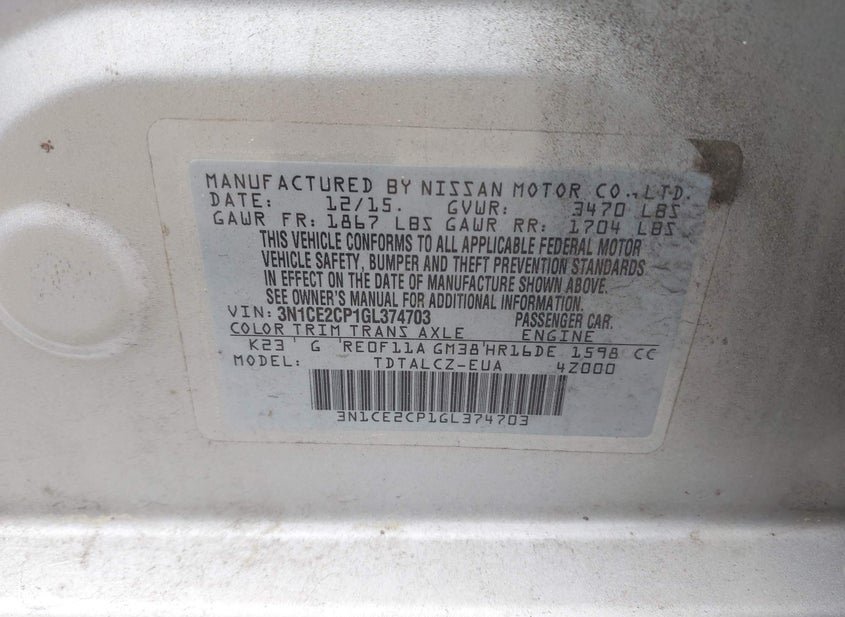 MANUFACTURED BY NISSAN MOTOR CO.,LTD.
DATE: 12/15. GVWR: 3470 LBS
GAWR FR: 1867 LBS GAWR RR: 1704 LBS
THIS VEHICLE CONFORMS TO ALL APPLICABLE FEDERAL MOTOR
VEHICLE SAFETY, BUMPER AND THEFT PREVENTION STANDARDS
IN EFFECT ON THE DATE OF MANUFACTURE SHOWN ABOVE.
SEE OWNER'S MANUAL FOR ADDITIONAL INFORMATION.
VIN: 3N1CE2CP1GL374703 PASSENGER CAR.
COLOR TRIM TRANS AXLE ENGINE
K23 ' G 'RE0F11A GM38'HR16DE 1598 CC
MODEL: TDTALCZ-EUA 4Z000
3N1CE2CP1GL374703